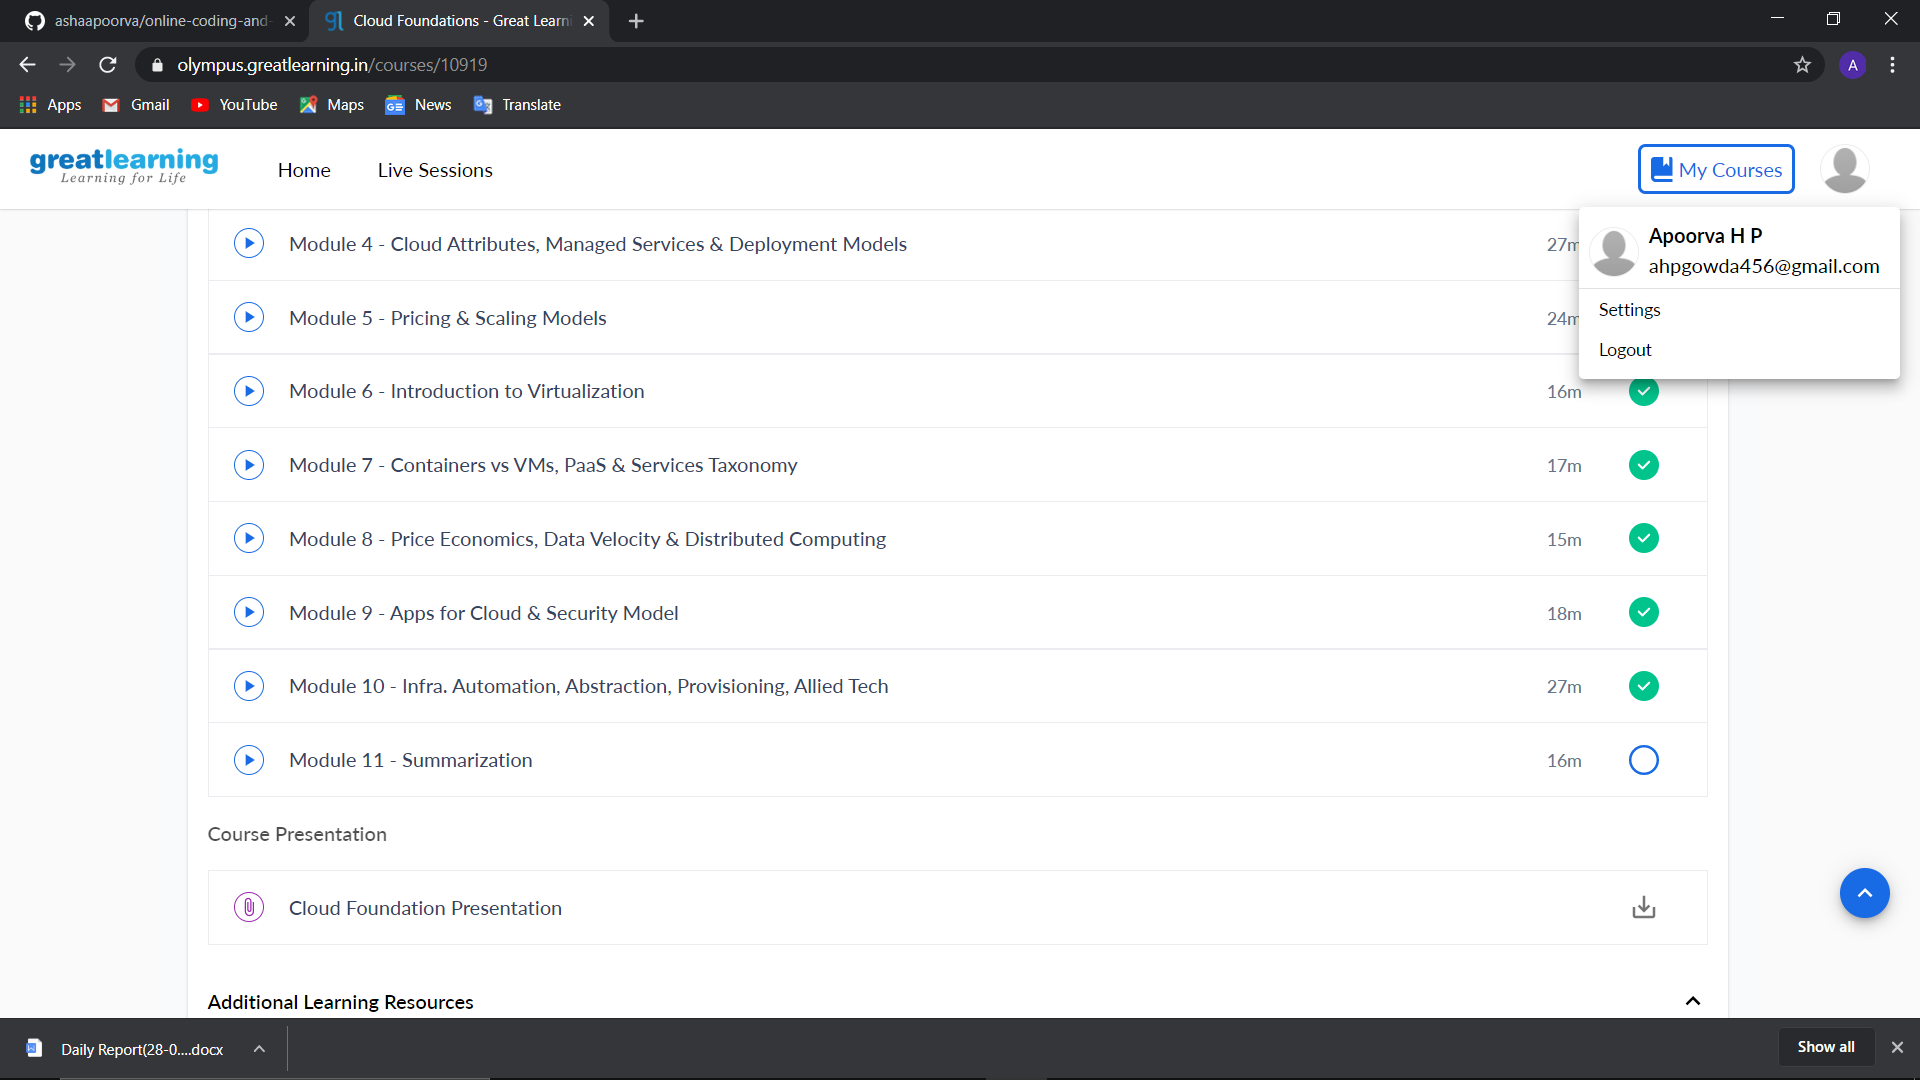 ashaapoorva/online-coding-and-
Cloud Foundations - Great Learni
olympus.greatlearning.in/courses/10919
A
Apps
Gmail
YouTube
Maps
News
Translate
greatlearning
Learning for Life
Home
Live Sessions
My Courses
Apoorva H P
ahpgowda456@gmail.com
Settings
Logout
Module 4 - Cloud Attributes, Managed Services & Deployment Models 27m
Module 5 - Pricing & Scaling Models 24m
Module 6 - Introduction to Virtualization 16m
Module 7 - Containers vs VMs, PaaS & Services Taxonomy 17m
Module 8 - Price Economics, Data Velocity & Distributed Computing 15m
Module 9 - Apps for Cloud & Security Model 18m
Module 10 - Infra. Automation, Abstraction, Provisioning, Allied Tech 27m
Module 11 - Summarization 16m
Course Presentation
Cloud Foundation Presentation
Additional Learning Resources
Daily Report(28-0....docx
Show all